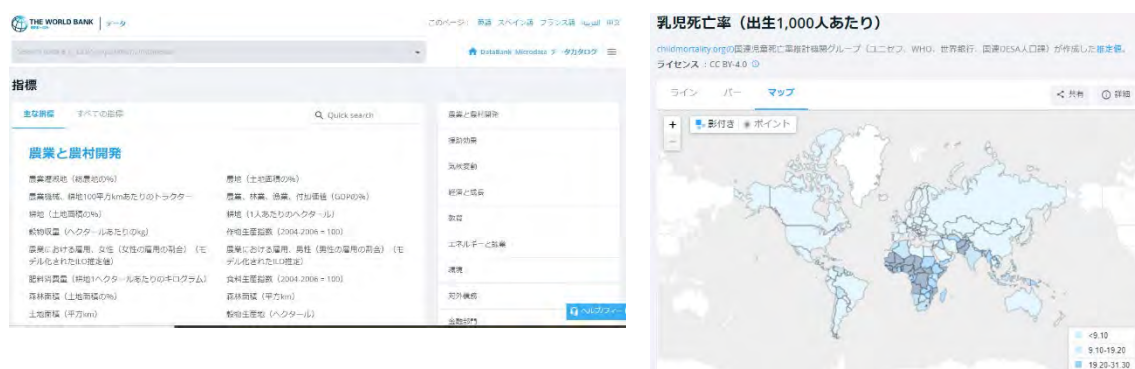 THE WORLD BANK | データ
このページ: 英語 スペイン語 フランス語 العربية 中文
DataBank Microdata データカタログ
指標
主な指標 すべての指標
Quick search
農業と農村開発
農業灌漑地（総農地の%）
農地（土地面積の%）
農業機械、耕地100平方kmあたりのトラクター
農業、林業、漁業、付加価値（GDPの%）
耕地（土地面積の%）
耕地（1人あたりのヘクタール）
穀物収量（ヘクタールあたりのkg）
作物生産指数（2004-2006 = 100）
農業における雇用、女性（女性の雇用の割合）（モ
デル化されたILO推定値）
農業における雇用、男性（男性の雇用の割合）（モ
デル化されたILO推定）
肥料消費量（耕地1ヘクタールあたりのキログラム）
食料生産指数（2004-2006 = 100）
森林面積（土地面積の%）
森林面積（平方km）
土地面積（平方km）
穀物生産地（ヘクタール）
農業と農村開発
援助効果
気候変動
経済と成長
教育
エネルギーと鉱業
環境
対外債務
金融部門
ヘルプ/フィー
乳児死亡率（出生1,000人あたり）
childmortality.orgの国連児童死亡率推計機関グループ（ユニセフ、WHO、世界銀行、国連DESA人口課）が作成した推定値。
ライセンス : CC BY-4.0
ライン バー マップ
共有 詳細
+ 影付き ポイント
−
<9.10
9.10-19.20
19.20-31.30